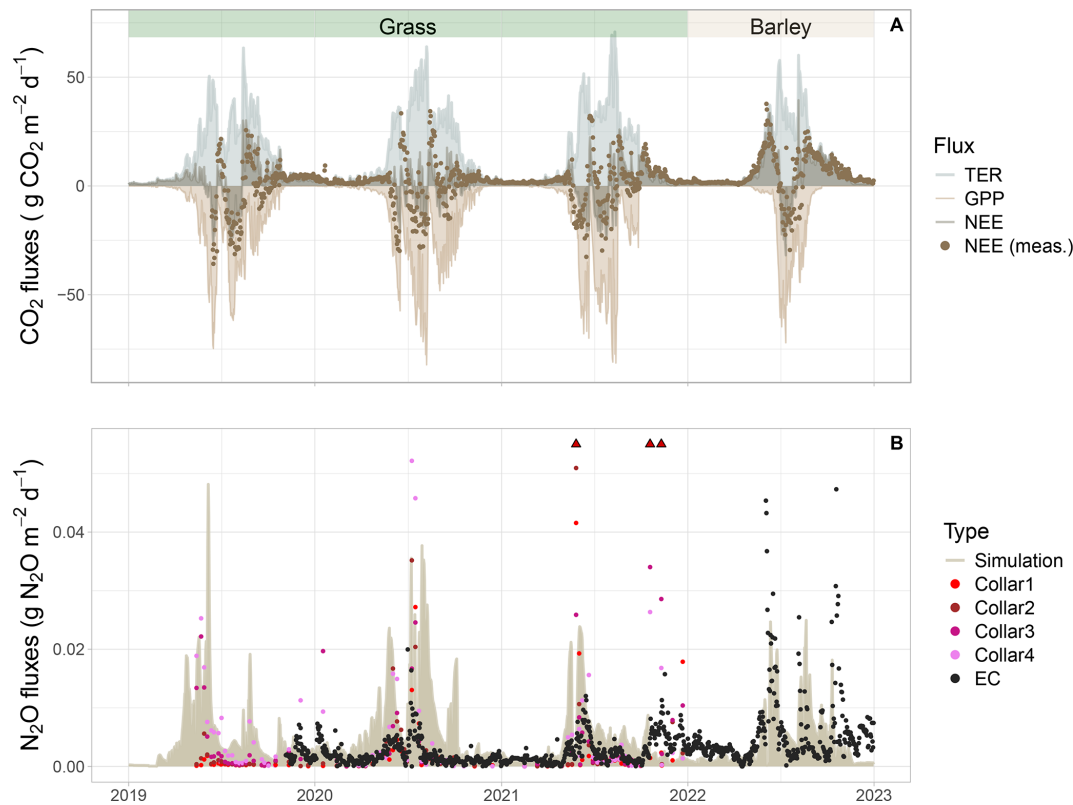 Grass
Barley
A
CO₂ fluxes ( g CO₂ m⁻² d⁻¹)
50
0
−50
Flux
TER
GPP
NEE
NEE (meas.)
B
N₂O fluxes (g N₂O m⁻² d⁻¹)
0.04
0.02
0.00
2019
2020
2021
2022
2023
Type
Simulation
Collar1
Collar2
Collar3
Collar4
EC